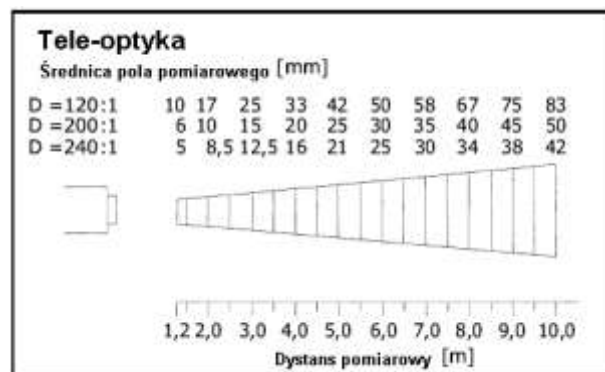 Tele-optyka
Średnica pola pomiarowego [mm]
D =120:1 10 17 25 33 42 50 58 67 75 83
D =200:1 6 10 15 20 25 30 35 40 45 50
D =240:1 5 8,5 12,5 16 21 25 30 34 38 42
1,2 2,0 3,0 4,0 5,0 6,0 7,0 8,0 9,0 10,0
Dystans pomiarowy [m]